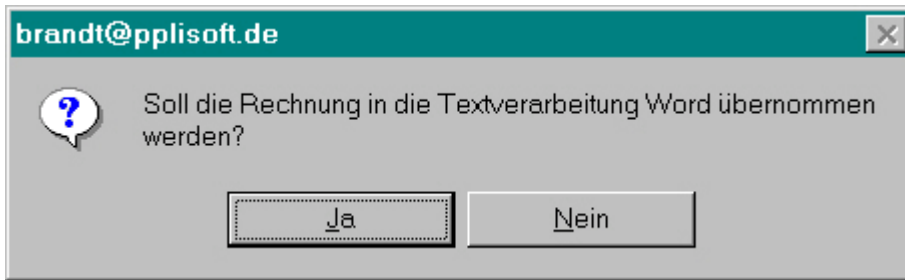 brandt@pplisoft.de
Soll die Rechnung in die Textverarbeitung Word übernommen
werden?
Ja
Nein